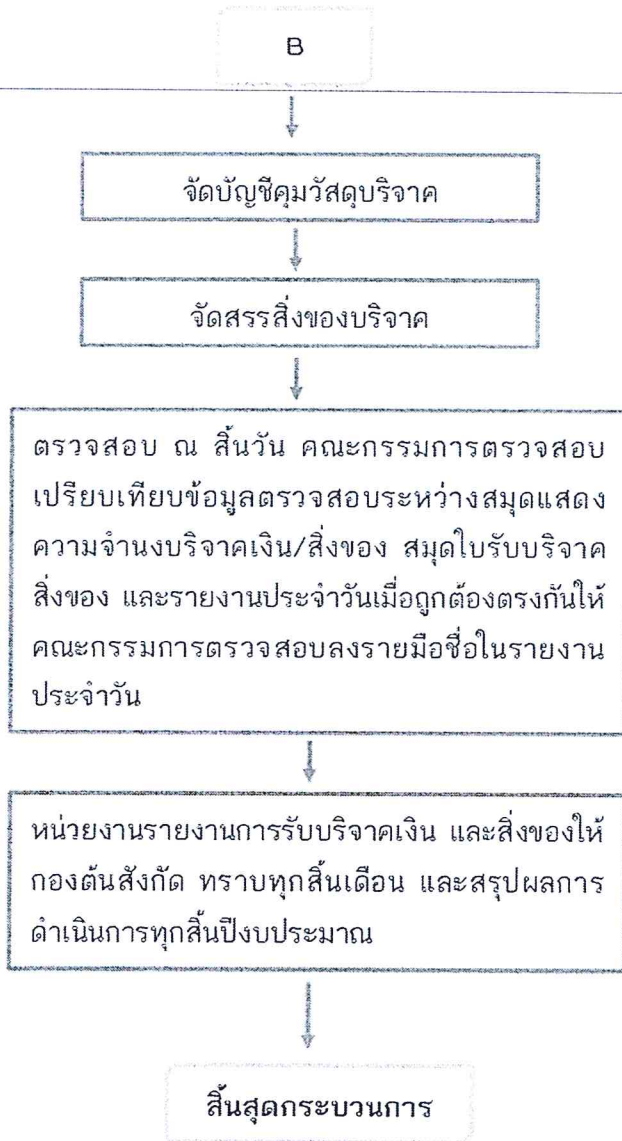 B
จัดบัญชีคุมวัสดุบริจาค
จัดสรรสิ่งของบริจาค
ตรวจสอบ ณ สิ้นวัน คณะกรรมการตรวจสอบ
เปรียบเทียบข้อมูลตรวจสอบระหว่างสมุดแสดง
ความจำนงบริจาคเงิน/สิ่งของ สมุดใบรับบริจาค
สิ่งของ และรายงานประจำวันเมื่อถูกต้องตรงกันให้
คณะกรรมการตรวจสอบลงรายมือชื่อในรายงาน
ประจำวัน
หน่วยงานรายงานการรับบริจาคเงิน และสิ่งของให้
กองต้นสังกัด ทราบทุกสิ้นเดือน และสรุปผลการ
ดำเนินการทุกสิ้นปีงบประมาณ
สิ้นสุดกระบวนการ